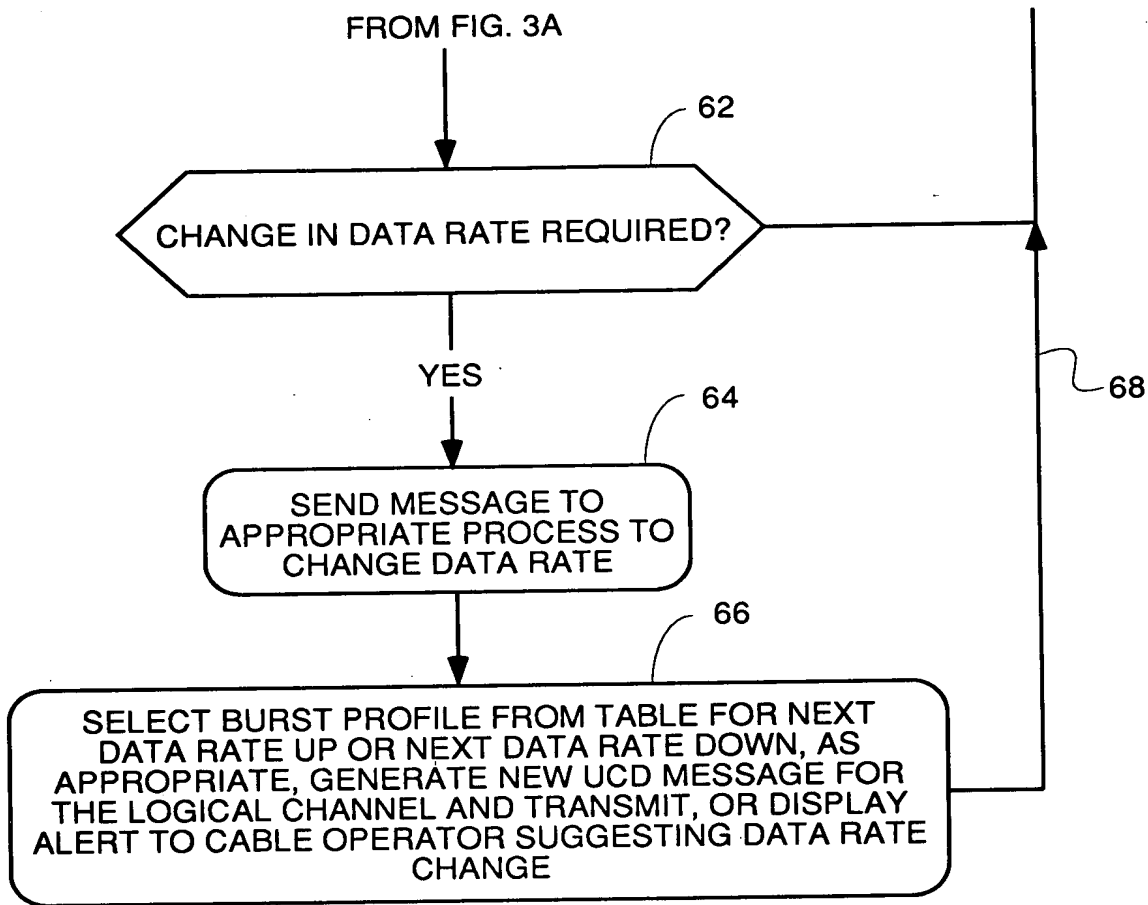 FROM FIG. 3A
62
CHANGE IN DATA RATE REQUIRED?
YES
68
64
SEND MESSAGE TO
APPROPRIATE PROCESS TO
CHANGE DATA RATE
66
SELECT BURST PROFILE FROM TABLE FOR NEXT
DATA RATE UP OR NEXT DATA RATE DOWN, AS
APPROPRIATE, GENERATE NEW UCD MESSAGE FOR
THE LOGICAL CHANNEL AND TRANSMIT, OR DISPLAY
ALERT TO CABLE OPERATOR SUGGESTING DATA RATE
CHANGE